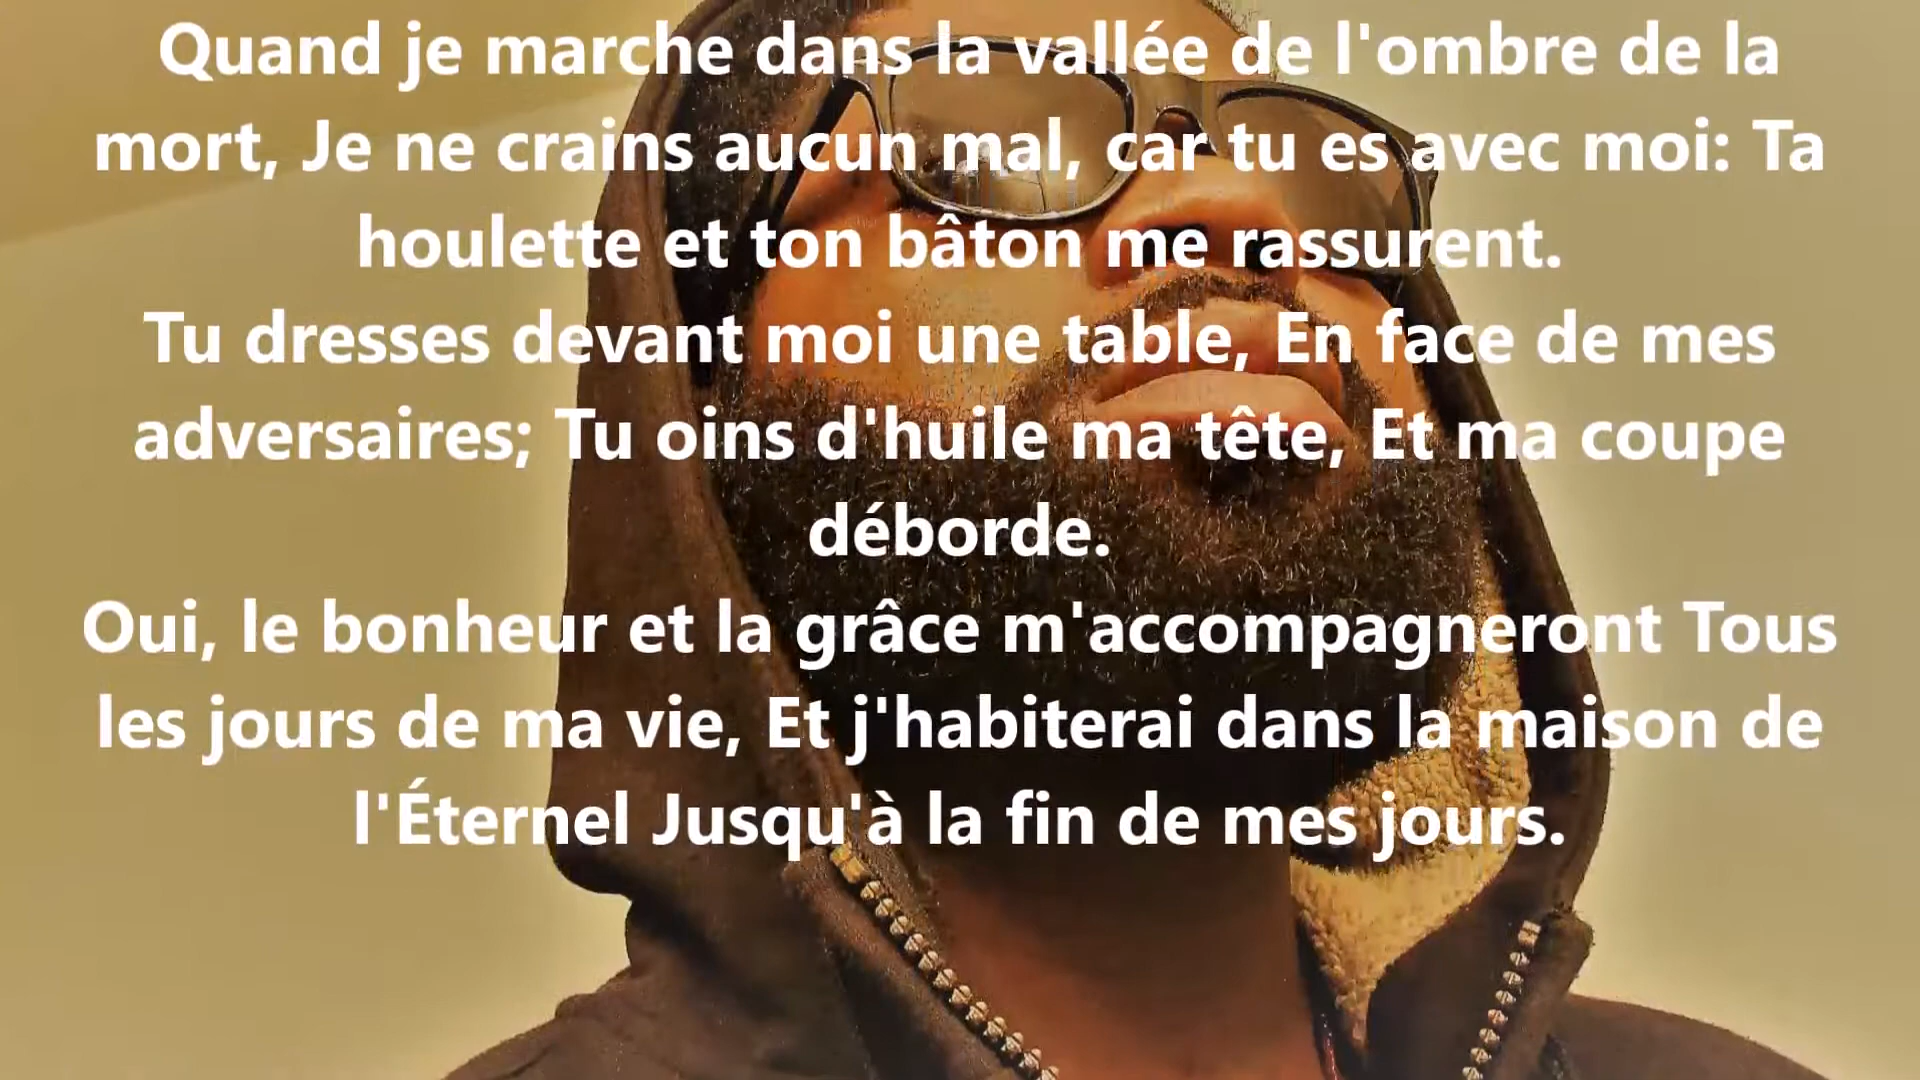 Quand je marche dans la vallée de l'ombre de la
mort, Je ne crains aucun mal, car tu es avec moi: Ta
houlette et ton bâton me rassurent.
Tu dresses devant moi une table, En face de mes
adversaires; Tu oins d'huile ma tête, Et ma coupe
déborde.
Oui, le bonheur et la grâce m'accompagneront Tous
les jours de ma vie, Et j'habiterai dans la maison de
l'Éternel Jusqu'à la fin de mes jours.